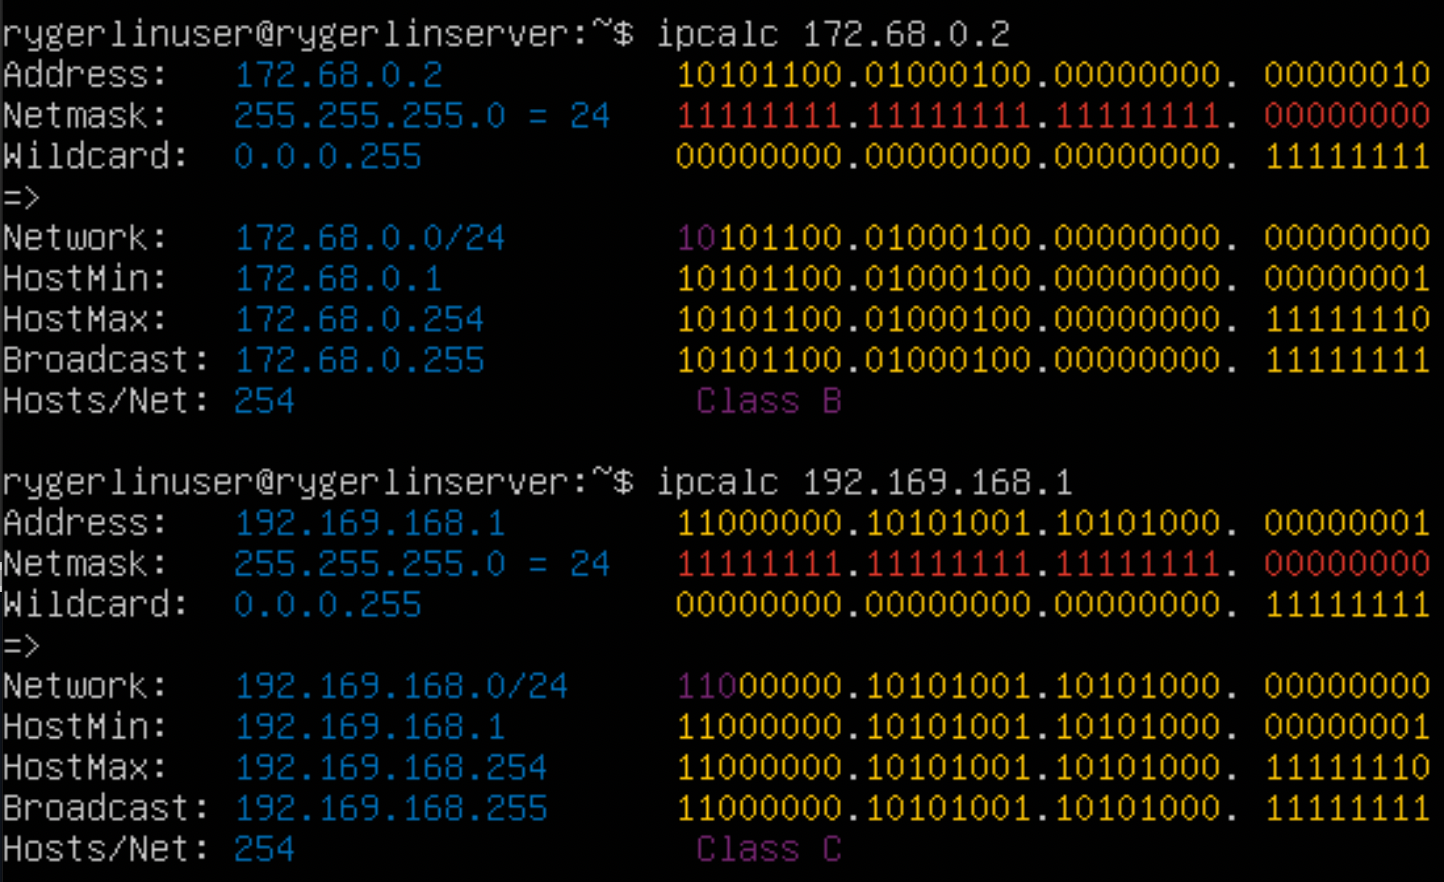 rygerlinuser@rygerlinserver:~$ ipcalc 172.68.0.2
Address:   172.68.0.2            10101100.01000100.00000000. 00000010
Netmask:   255.255.255.0 = 24    11111111.11111111.11111111. 00000000
Wildcard:  0.0.0.255             00000000.00000000.00000000. 11111111
=>
Network:   172.68.0.0/24         10101100.01000100.00000000. 00000000
HostMin:   172.68.0.1            10101100.01000100.00000000. 00000001
HostMax:   172.68.0.254          10101100.01000100.00000000. 11111110
Broadcast: 172.68.0.255          10101100.01000100.00000000. 11111111
Hosts/Net: 254                    Class B
rygerlinuser@rygerlinserver:~$ ipcalc 192.169.168.1
Address:   192.169.168.1         11000000.10101001.10101000. 00000001
Netmask:   255.255.255.0 = 24    11111111.11111111.11111111. 00000000
Wildcard:  0.0.0.255             00000000.00000000.00000000. 11111111
=>
Network:   192.169.168.0/24      11000000.10101001.10101000. 00000000
HostMin:   192.169.168.1         11000000.10101001.10101000. 00000001
HostMax:   192.169.168.254       11000000.10101001.10101000. 11111110
Broadcast: 192.169.168.255       11000000.10101001.10101000. 11111111
Hosts/Net: 254                    Class C